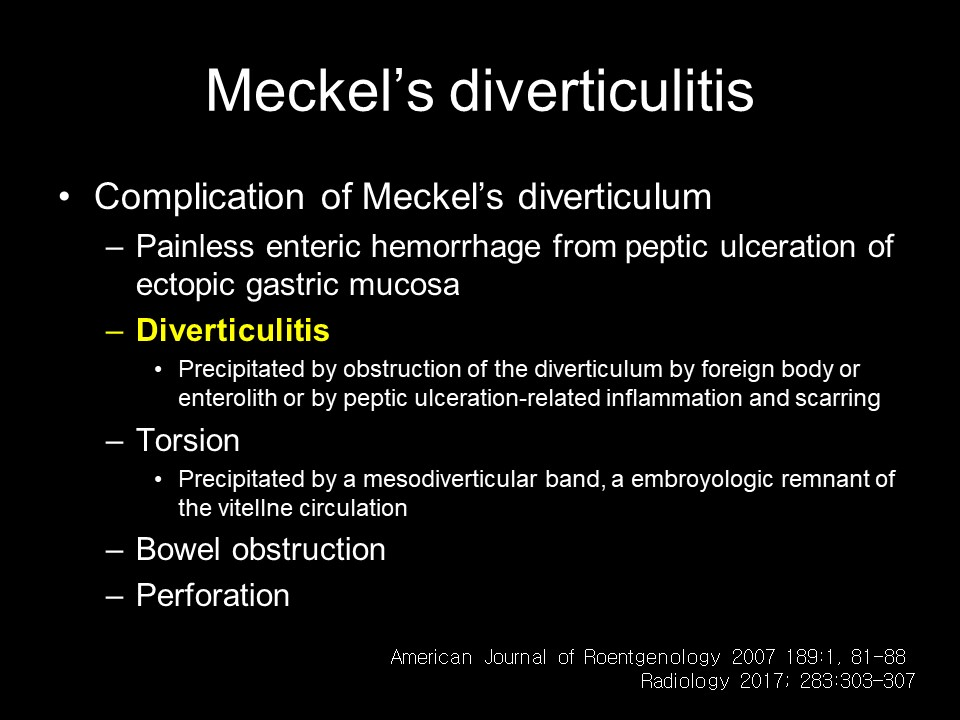 Meckel’s diverticulitis
• Complication of Meckel’s diverticulum
– Painless enteric hemorrhage from peptic ulceration of
ectopic gastric mucosa
– Diverticulitis
• Precipitated by obstruction of the diverticulum by foreign body or
enterolith or by peptic ulceration-related inflammation and scarring
– Torsion
• Precipitated by a mesodiverticular band, a embroyologic remnant of
the vitellne circulation
– Bowel obstruction
– Perforation
American Journal of Roentgenology 2007 189:1, 81-88
Radiology 2017; 283:303-307